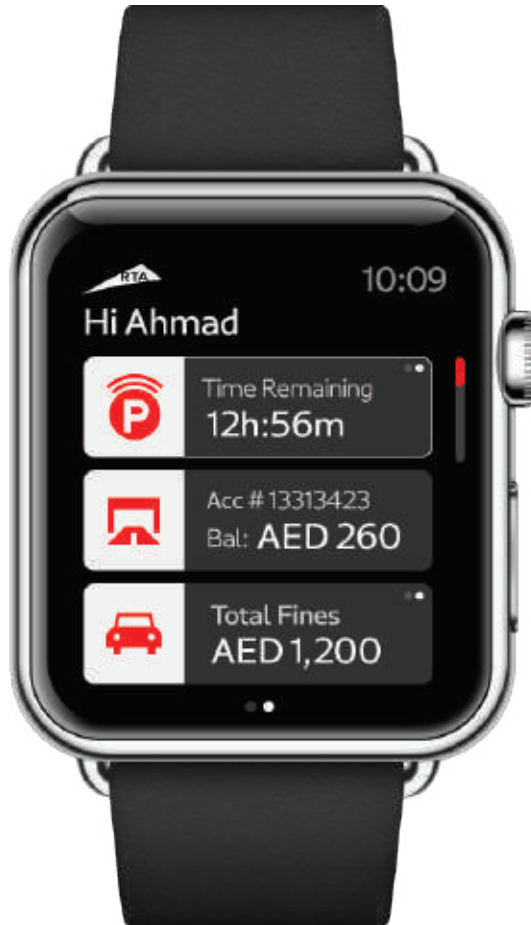 RTA
10:09
Hi Ahmad
P
Time Remaining
12h:56m
Acc # 13313423
Bal: AED 260
Total Fines
AED 1,200